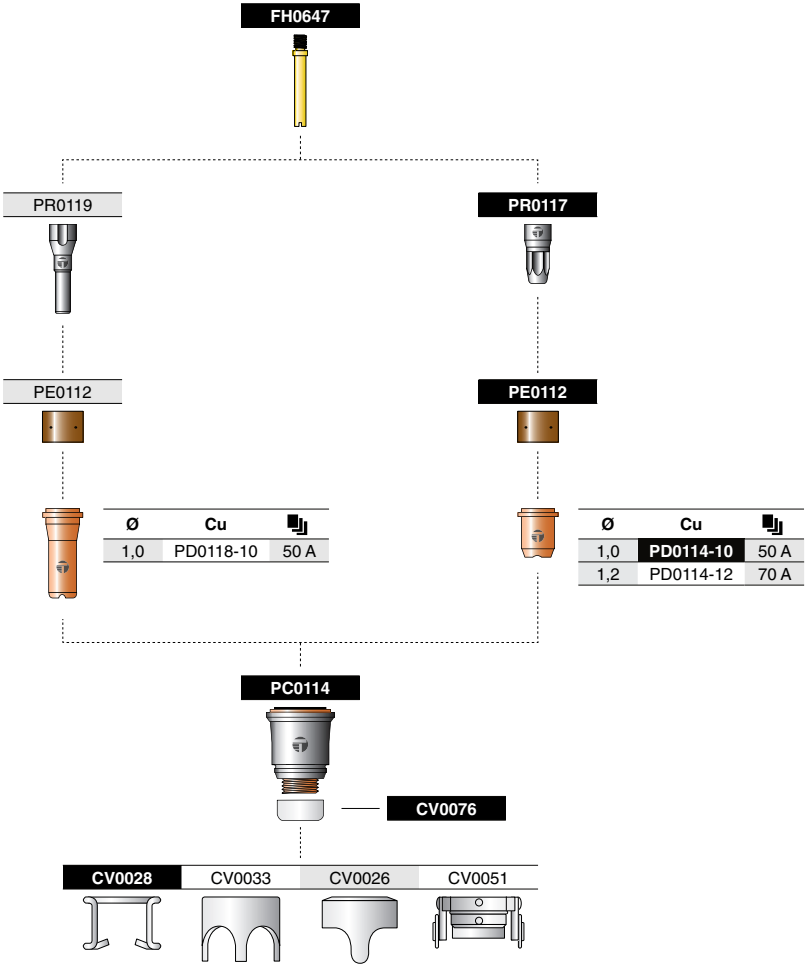 FH0647
PR0119
PR0117
PE0112
PE0112
Ø Cu
1,0 PD0118-10 50 A
Ø Cu
1,0 PD0114-10 50 A
1,2 PD0114-12 70 A
PC0114
CV0076
CV0028 CV0033 CV0026 CV0051